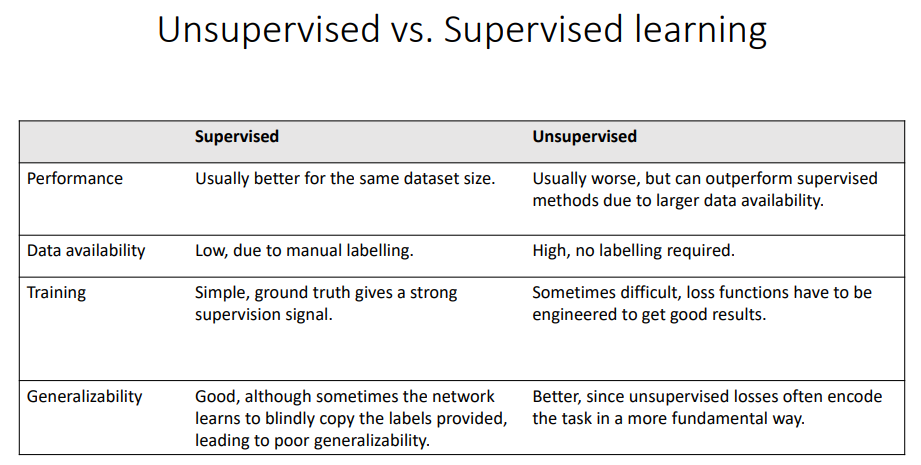 Unsupervised vs. Supervised learning
Supervised
Unsupervised
Performance
Usually better for the same dataset size.
Usually worse, but can outperform supervised
methods due to larger data availability.
Data availability
Low, due to manual labelling.
High, no labelling required.
Training
Simple, ground truth gives a strong
supervision signal.
Sometimes difficult, loss functions have to be
engineered to get good results.
Generalizability
Good, although sometimes the network
learns to blindly copy the labels provided,
leading to poor generalizability.
Better, since unsupervised losses often encode
the task in a more fundamental way.